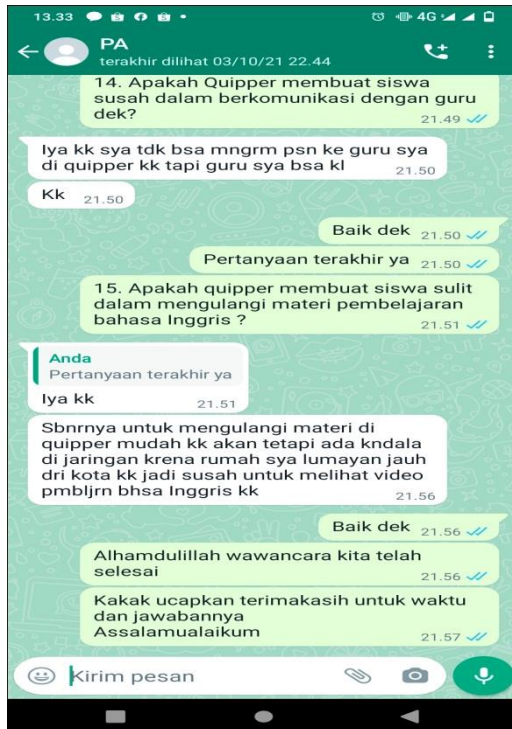 13.33 4G
PA
terakhir dilihat 03/10/21 22.44
14. Apakah Quipper membuat siswa
susah dalam berkomunikasi dengan guru
dek?
21.49
Iya kk sya tdk bsa mngrm psn ke guru sya
di quipper kk tapi guru sya bsa kl
21.50
Kk 21.50
Baik dek 21.50
Pertanyaan terakhir ya 21.50
15. Apakah quipper membuat siswa sulit
dalam mengulangi materi pembelajaran
bahasa Inggris ?
21.51
Anda
Pertanyaan terakhir ya
Iya kk
21.51
Sbnrnya untuk mengulangi materi di
quipper mudah kk akan tetapi ada kndala
di jaringan krena rumah sya lumayan jauh
dri kota kk jadi susah untuk melihat video
pmbljrn bhsa Inggris kk
21.56
Baik dek 21.56
Alhamdulillah wawancara kita telah
selesai
21.56
Kakak ucapkan terimakasih untuk waktu
dan jawabannya
Assalamualaikum
21.57
Kirim pesan